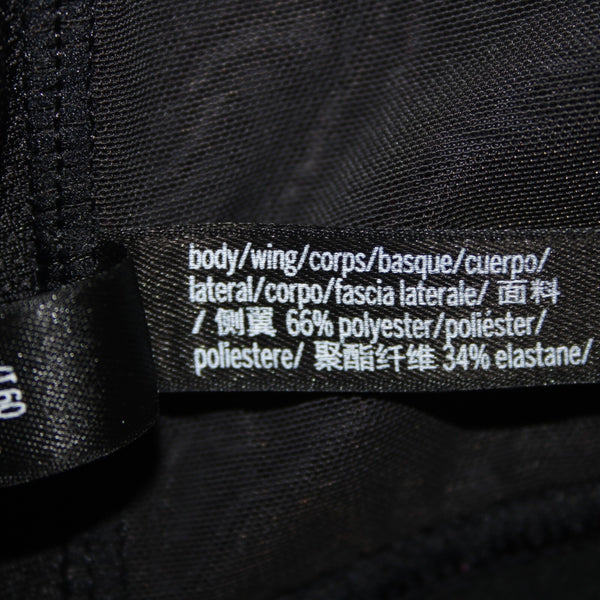 body/wing/corps/basque/cuerpo/
lateral/corpo/fascia laterale/ 面料
/ 侧翼 66% polyester/poliéster/
poliestere/ 聚酯纤维 34% elastane/